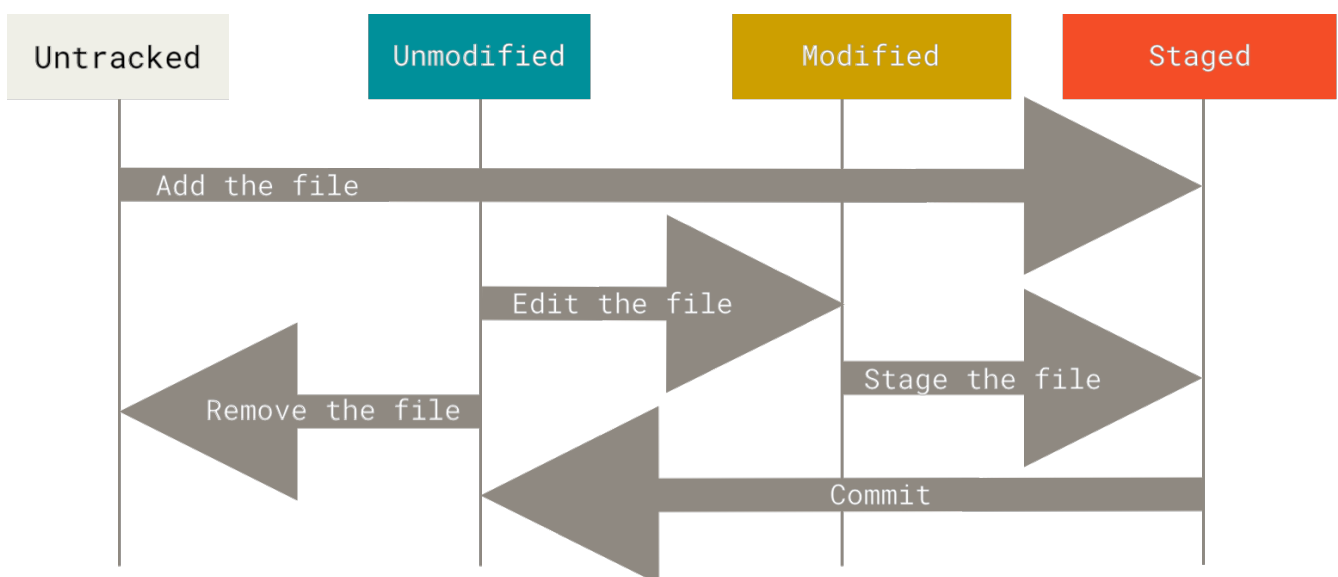 Untracked
Unmodified
Modified
Staged
Add the file
Edit the file
Stage the file
Remove the file
Commit